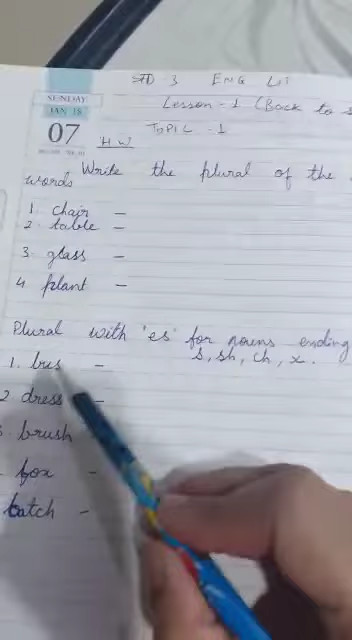 STD - 3 ENG LIT
SUNDAY
JAN '18
Lesson - 1 (Back to
07
TOPIC - 1
H.W
Write the plural of the
words
1. chair -
2. table -
3. glass -
4. plant -
Plural with 'es' for nouns ending
s, sh, ch, x.
1. bus -
2. dress -
3. brush
- fox -
batch -